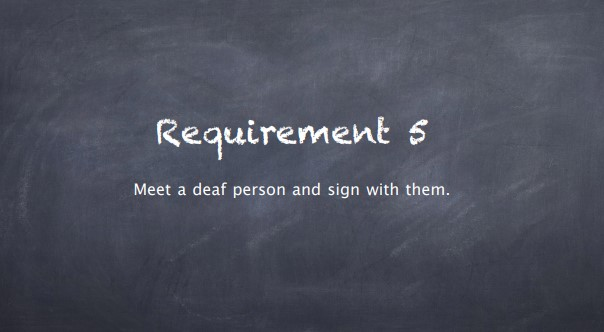 Requirement 5
Meet a deaf person and sign with them.